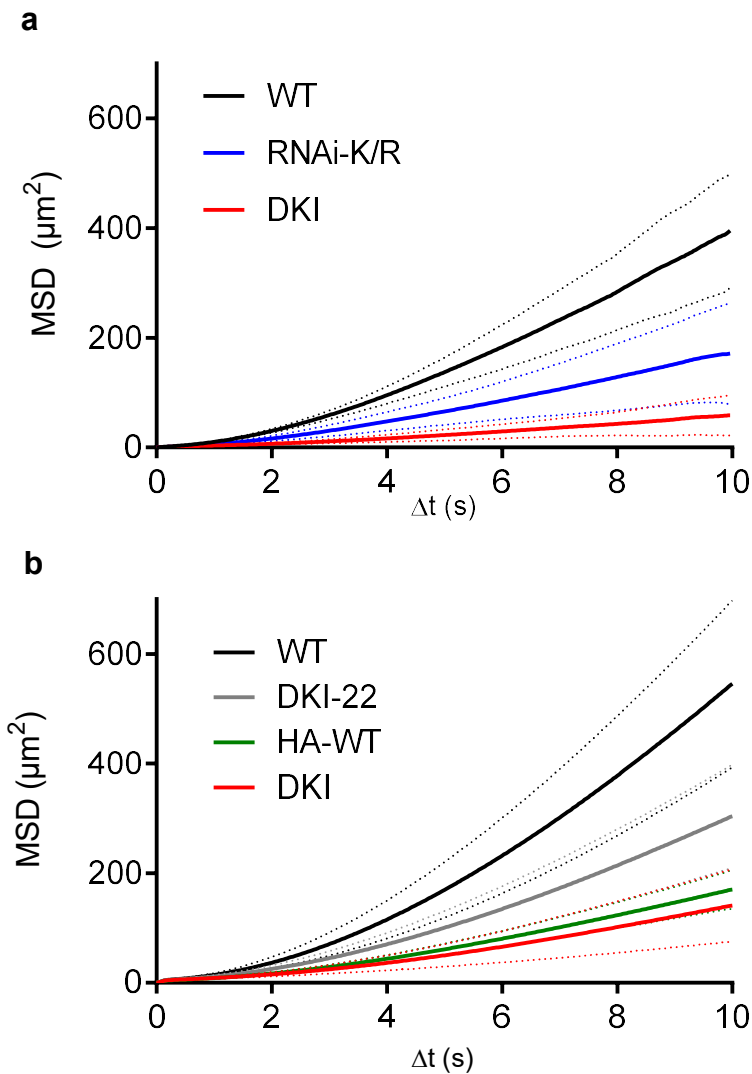 a
WT
RNAi-K/R
DKI
MSD (µm²)
600
400
200
0
0 2 4 6 8 10
Δt (s)
b
WT
DKI-22
HA-WT
DKI
MSD (µm²)
600
400
200
0
0 2 4 6 8 10
Δt (s)